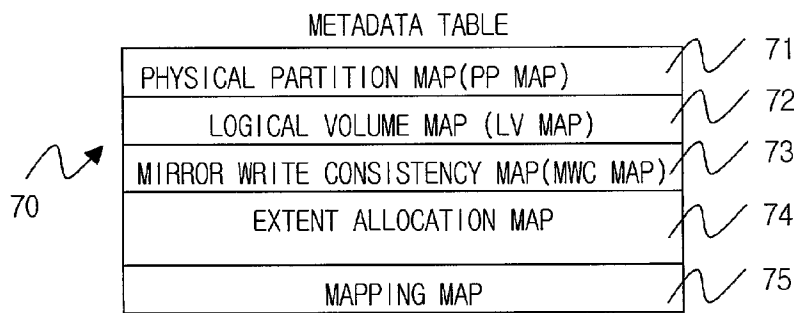 METADATA TABLE
PHYSICAL PARTITION MAP(PP MAP)
71
LOGICAL VOLUME MAP (LV MAP)
72
MIRROR WRITE CONSISTENCY MAP(MWC MAP)
73
70
EXTENT ALLOCATION MAP
74
MAPPING MAP
75